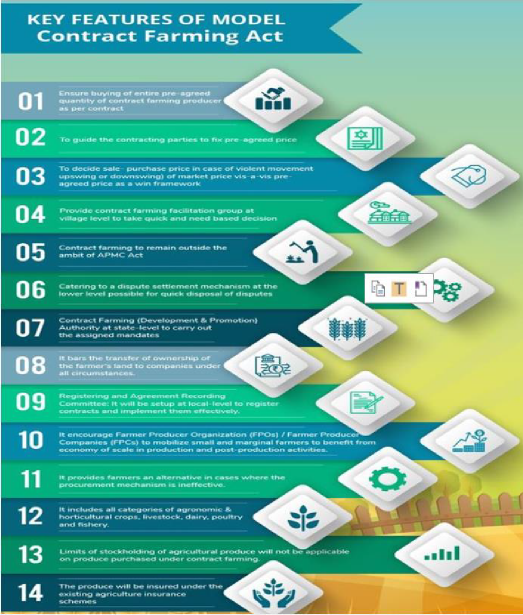 KEY FEATURES OF MODEL
Contract Farming Act
01
Ensure buying of entire pre-agreed
quantity of contract farming producer
as per contract
02
To guide the contracting parties to fix pre-agreed price
03
To decide sale- purchase price in case of violent movement
upswing or downswing) of market price vis-a-vis pre-
agreed price as a win framework
04
Provide contract farming facilitation group at
village level to take quick and need based decision
05
Contract farming to remain outside the
ambit of APMC Act
06
Catering to a dispute settlement mechanism at the
lower level possible for quick disposal of disputes
T
07
Contract Farming (Development & Promotion)
Authority at state-level to carry out
the assigned mandates
08
It bars the transfer of ownership of
the farmer's land to companies under
all circumstances.
09
Registering and Agreement Recording
Committee: It will be setup at local-level to register
contracts and implement them effectively.
10
It encourage Farmer Producer Organization (FPOs) / Farmer Producer
Companies (FPCs) to mobilize small and marginal farmers to benefit from
economy of scale in production and post-production activities.
11
It provides farmers an alternative in cases where the
procurement mechanism is ineffective.
12
It includes all categories of agronomic &
horticultural crops, livestock, dairy, poultry
and fishery.
13
Limits of stockholding of agricultural produce will not be applicable
on produce purchased under contract farming.
14
The produce will be insured under the
existing agriculture insurance
schemes